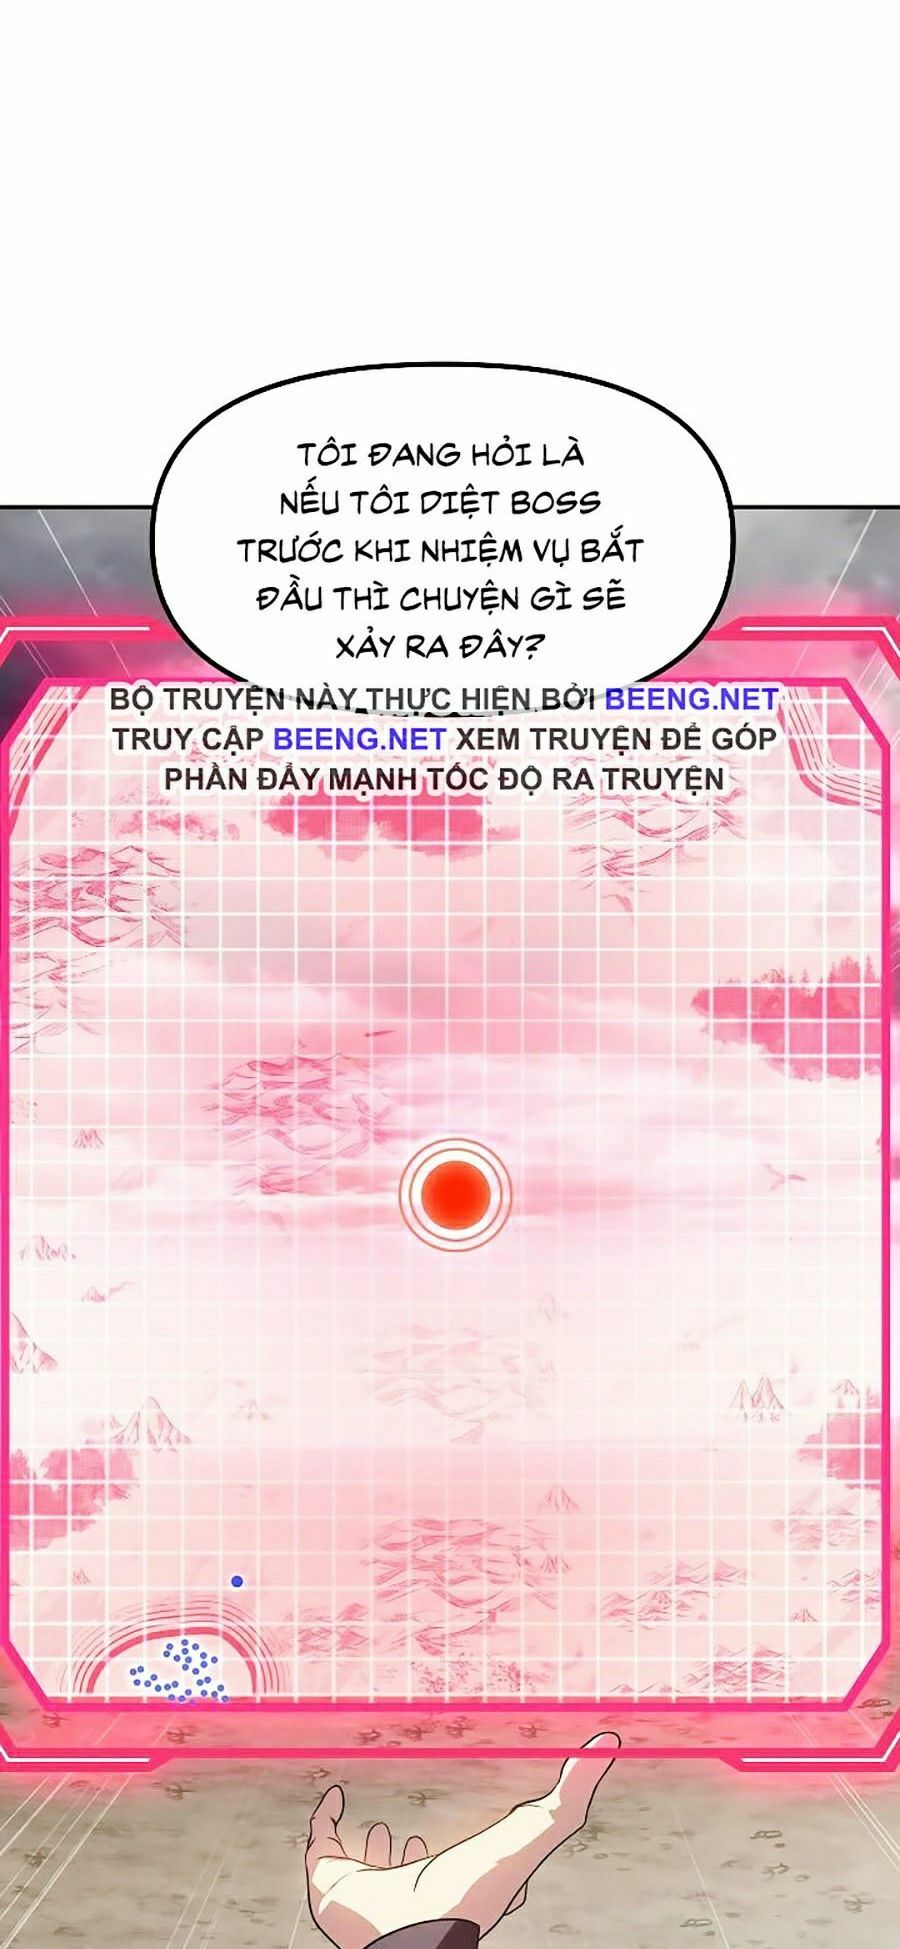 TÔI ĐANG HỎI LÀ
NẾU TÔI DIỆT BOSS
TRƯỚC KHI NHIỆM VỤ BẮT
ĐẦU THÌ CHUYỆN GÌ SẼ
XẢY RA ĐÂY?
BỘ TRUYỆN NÀY THỰC HIỆN BỞI BEENG.NET
TRUY CẬP BEENG.NET XEM TRUYỆN ĐỂ GÓP
PHẦN ĐẨY MẠNH TỐC ĐỘ RA TRUYỆN